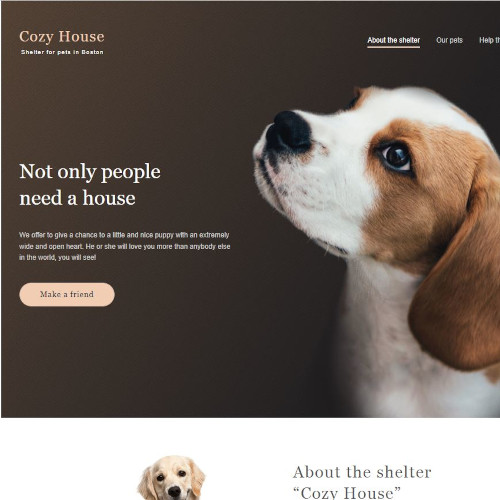 Cozy House
Shelter for pets in Boston
About the shelter
Our pets
Help th
Not only people
need a house
We offer to give a chance to a little and nice puppy with an extremely
wide and open heart. He or she will love you more than anybody else
in the world, you will see!
Make a friend
About the shelter
“Cozy House”